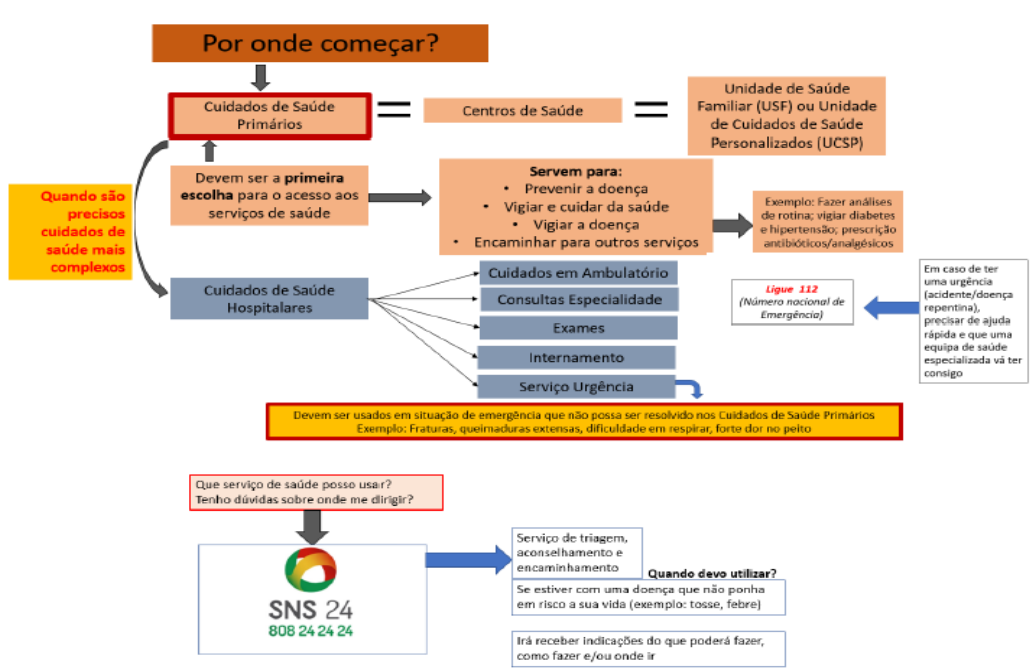 Por onde começar?
Cuidados de Saúde
Primários
=
Centros de Saúde
=
Unidade de Saúde
Familiar (USF) ou Unidade
de Cuidados de Saúde
Personalizados (UCSP)
Devem ser a primeira
escolha para o acesso aos
serviços de saúde
Servem para:
• Prevenir a doença
• Vigiar e cuidar da saúde
• Vigiar a doença
• Encaminhar para outros serviços
Exemplo: Fazer análises
de rotina; vigiar diabetes
e hipertensão; prescrição
antibióticos/analgésicos
Quando são
precisos
cuidados de
saúde mais
complexos
Cuidados de Saúde
Hospitalares
Cuidados em Ambulatório
Consultas Especialidade
Exames
Internamento
Serviço Urgência
Ligue 112
(Número nacional de
Emergência)
Em caso de ter
uma urgência
(acidente/doença
repentina),
precisar de ajuda
rápida e que uma
equipa de saúde
especializada vá ter
consigo
Devem ser usados em situação de emergência que não possa ser resolvido nos Cuidados de Saúde Primários
Exemplo: Fraturas, queimaduras extensas, dificuldade em respirar, forte dor no peito
Que serviço de saúde posso usar?
Tenho dúvidas sobre onde me dirigir?
SNS 24
808 24 24 24
Serviço de triagem,
aconselhamento e
encaminhamento
Quando devo utilizar?
Se estiver com uma doença que não ponha
em risco a sua vida (exemplo: tosse, febre)
Irá receber indicações do que poderá fazer,
como fazer e/ou onde ir